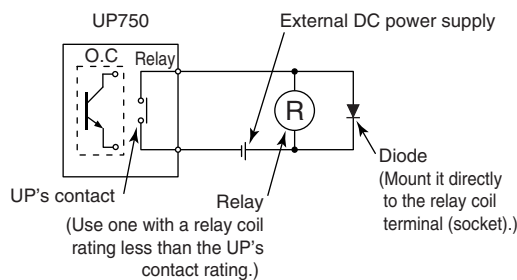 UP750
External DC power supply
O.C
Relay
R
UP's contact
Relay
(Use one with a relay coil
rating less than the UP's
contact rating.)
Diode
(Mount it directly
to the relay coil
terminal (socket).)